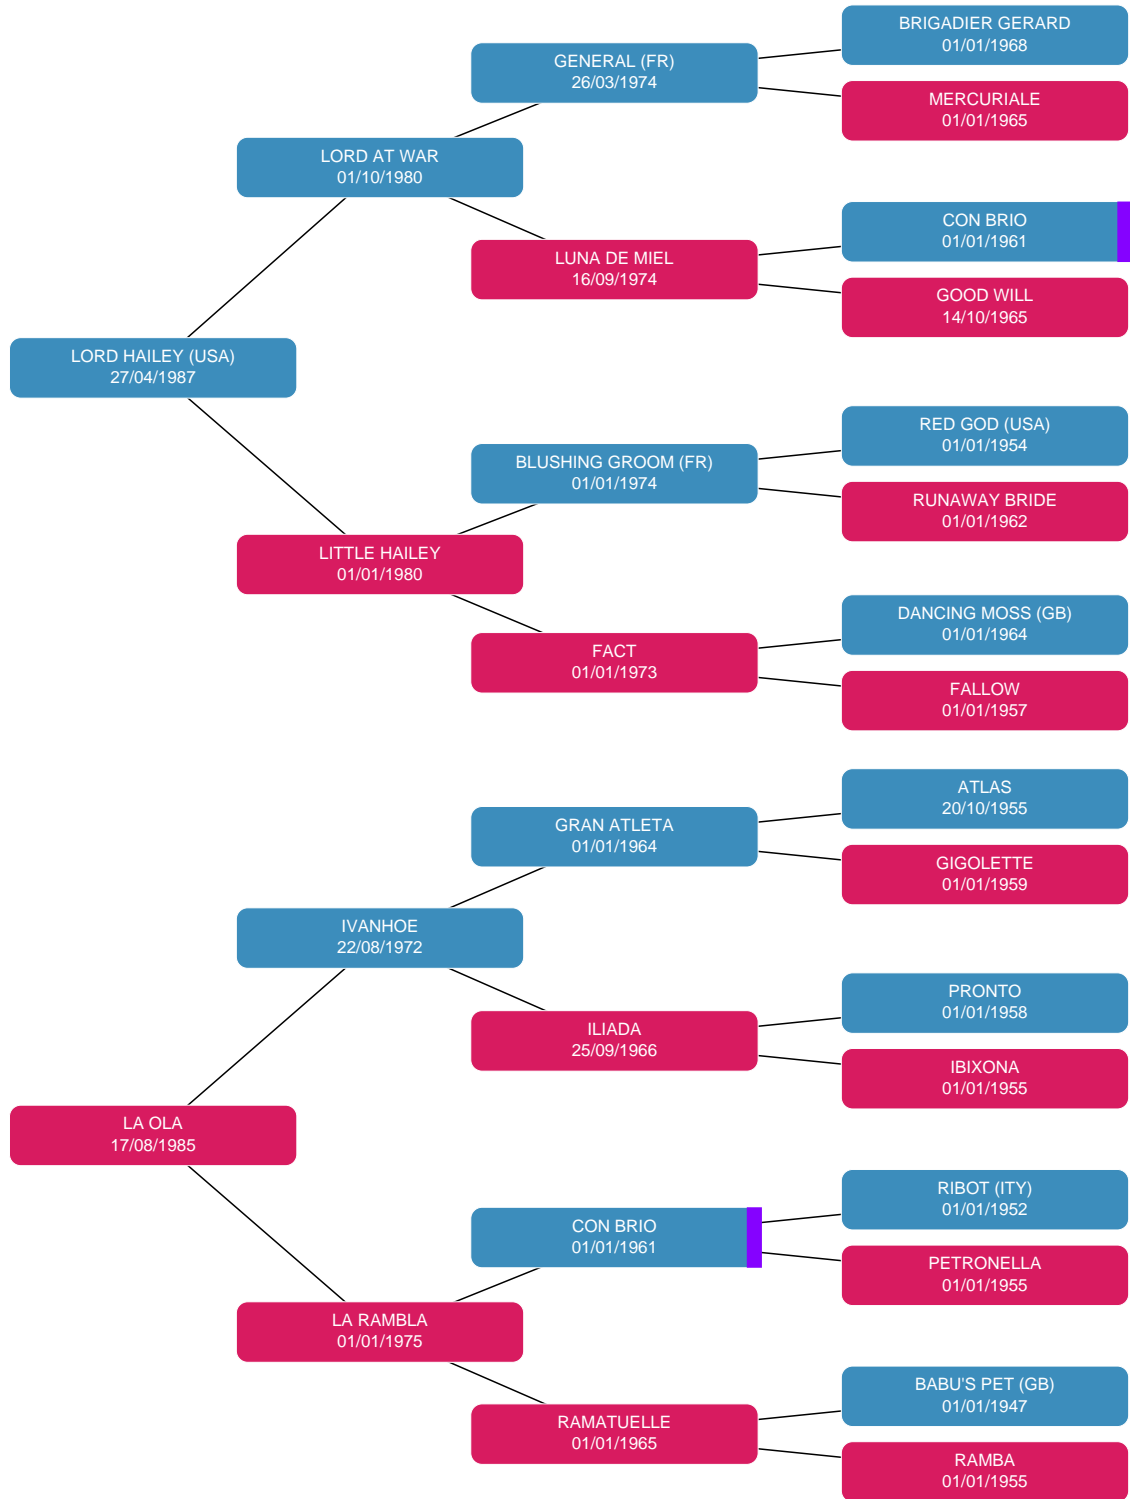 BRIGADIER GERARD
01/01/1968
GENERAL (FR)
26/03/1974
MERCURIALE
01/01/1965
LORD AT WAR
01/10/1980
CON BRIO
01/01/1961
LUNA DE MIEL
16/09/1974
GOOD WILL
14/10/1965
LORD HAILEY (USA)
27/04/1987
RED GOD (USA)
01/01/1954
BLUSHING GROOM (FR)
01/01/1974
RUNAWAY BRIDE
01/01/1962
LITTLE HAILEY
01/01/1980
DANCING MOSS (GB)
01/01/1964
FACT
01/01/1973
FALLOW
01/01/1957
ATLAS
20/10/1955
GRAN ATLETA
01/01/1964
GIGOLETTE
01/01/1959
IVANHOE
22/08/1972
PRONTO
01/01/1958
ILIADA
25/09/1966
IBIXONA
01/01/1955
LA OLA
17/08/1985
RIBOT (ITY)
01/01/1952
CON BRIO
01/01/1961
PETRONELLA
01/01/1955
LA RAMBLA
01/01/1975
BABU'S PET (GB)
01/01/1947
RAMATUELLE
01/01/1965
RAMBA
01/01/1955